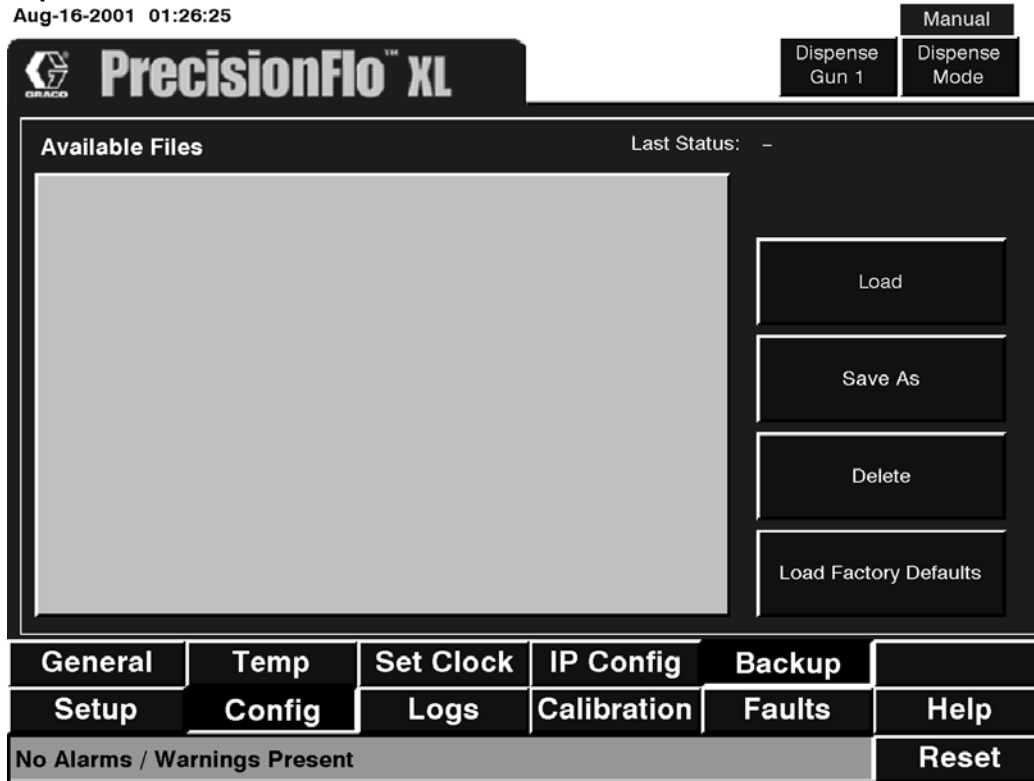 Aug-16-2001 01:26:25
Manual
GRACO
PrecisionFlo™ XL
Dispense
Gun 1
Dispense
Mode
Available Files
Last Status: –
Load
Save As
Delete
Load Factory Defaults
General Temp Set Clock IP Config Backup
Setup Config Logs Calibration Faults Help
No Alarms / Warnings Present Reset